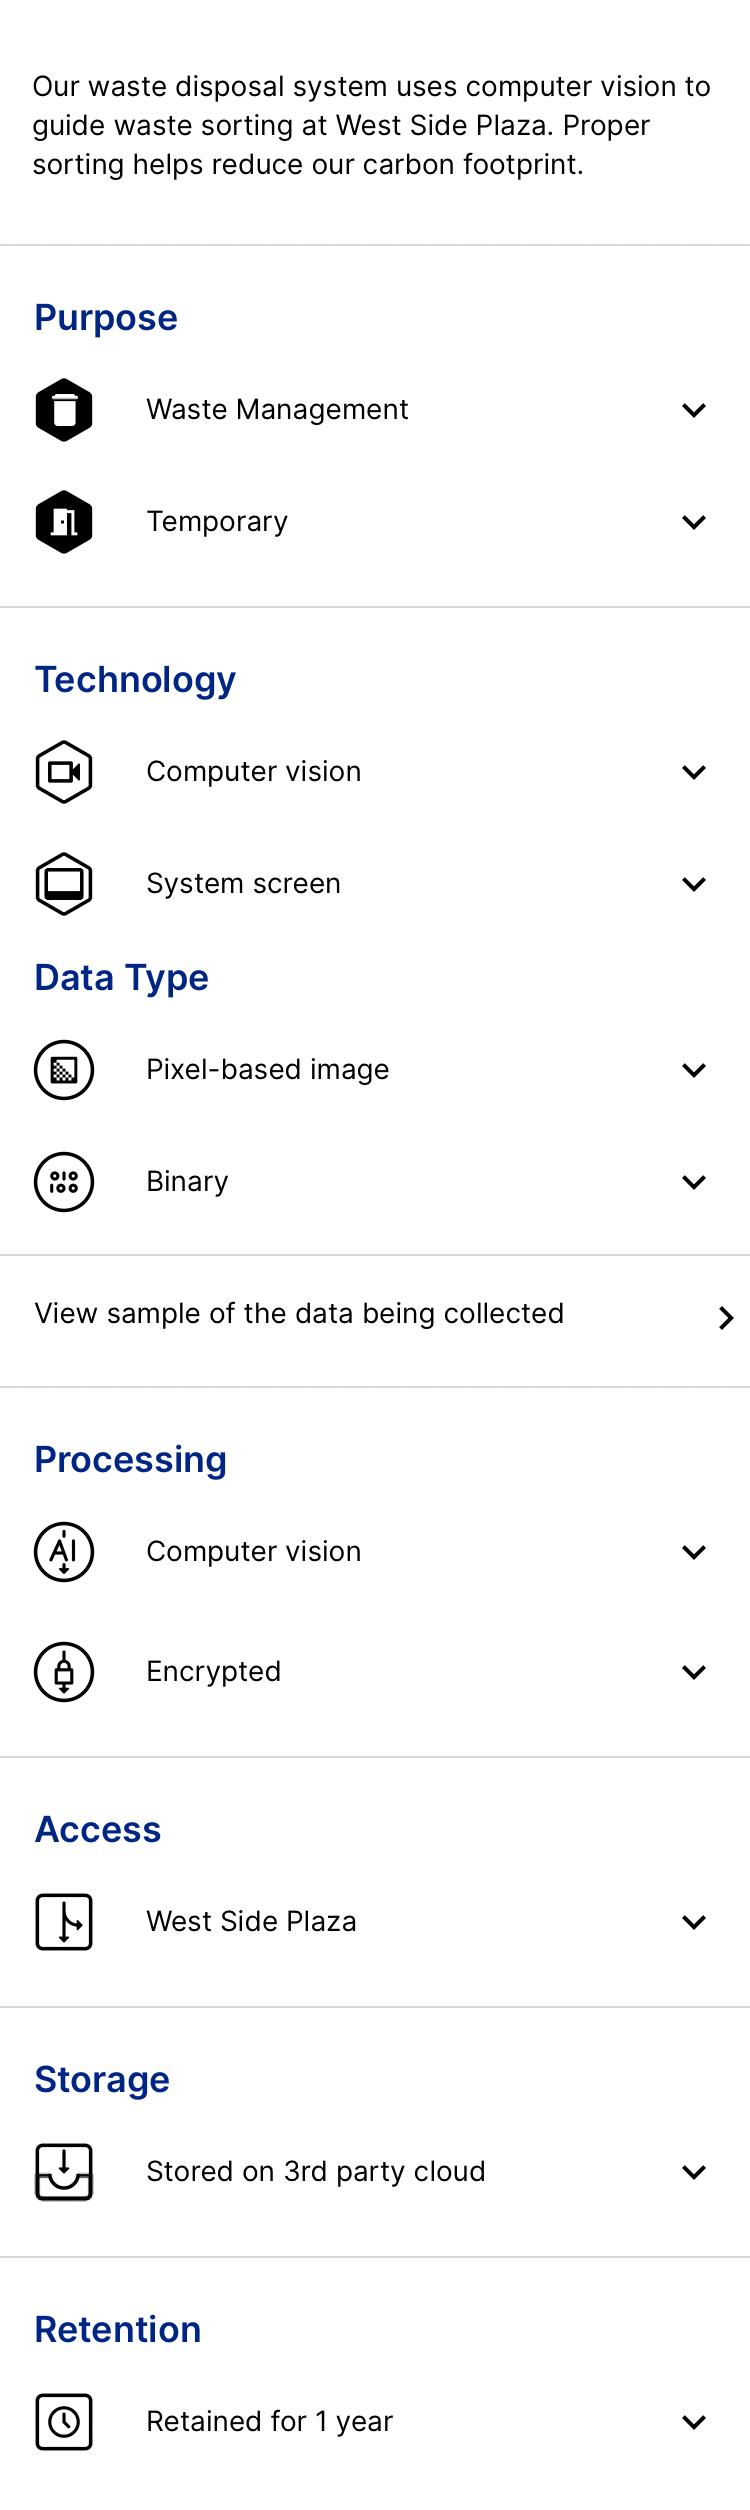 Our waste disposal system uses computer vision to
guide waste sorting at West Side Plaza. Proper
sorting helps reduce our carbon footprint.
Purpose
Waste Management
Temporary
Technology
Computer vision
System screen
Data Type
Pixel-based image
010
100
Binary
View sample of the data being collected
Processing
AI
Computer vision
Encrypted
Access
West Side Plaza
Storage
Stored on 3rd party cloud
Retention
Retained for 1 year